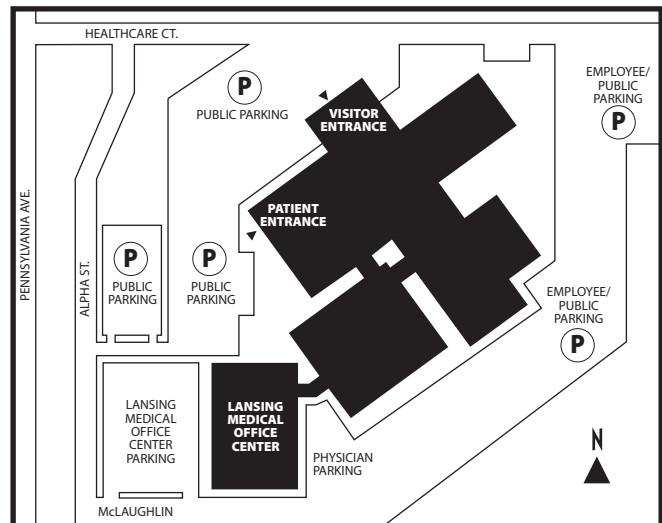 HEALTHCARE CT.
P
PUBLIC PARKING
VISITOR
ENTRANCE
EMPLOYEE/
PUBLIC
PARKING
P
PENNSYLVANIA AVE.
ALPHA ST.
PATIENT
ENTRANCE
P
PUBLIC
PARKING
P
PUBLIC
PARKING
EMPLOYEE/
PUBLIC
PARKING
P
LANSING
MEDICAL
OFFICE
CENTER
PARKING
LANSING
MEDICAL
OFFICE
CENTER
PHYSICIAN
PARKING
N
McLAUGHLIN